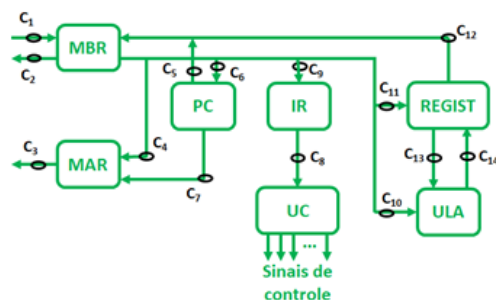 C1
C2
MBR
C12
C5
C6
C9
PC
IR
C11
REGIST
C3
MAR
C4
C7
C8
C13
C14
UC
C10
ULA
...
Sinais de
controle